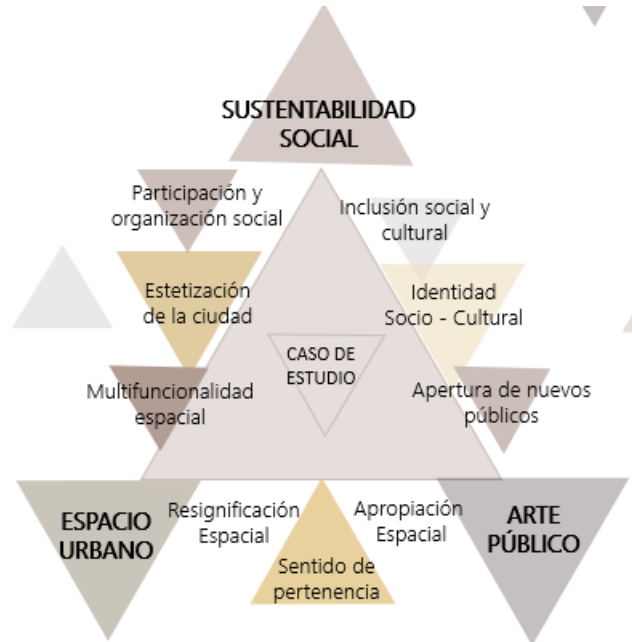 SUSTENTABILIDAD
SOCIAL
Participación y
organización social
Inclusión social y
cultural
Estetización
de la ciudad
Identidad
Socio - Cultural
CASO DE
ESTUDIO
Multifuncionalidad
espacial
Apertura de nuevos
públicos
ESPACIO
URBANO
Resignificación
Espacial
Apropiación
Espacial
ARTE
PÚBLICO
Sentido de
pertenencia